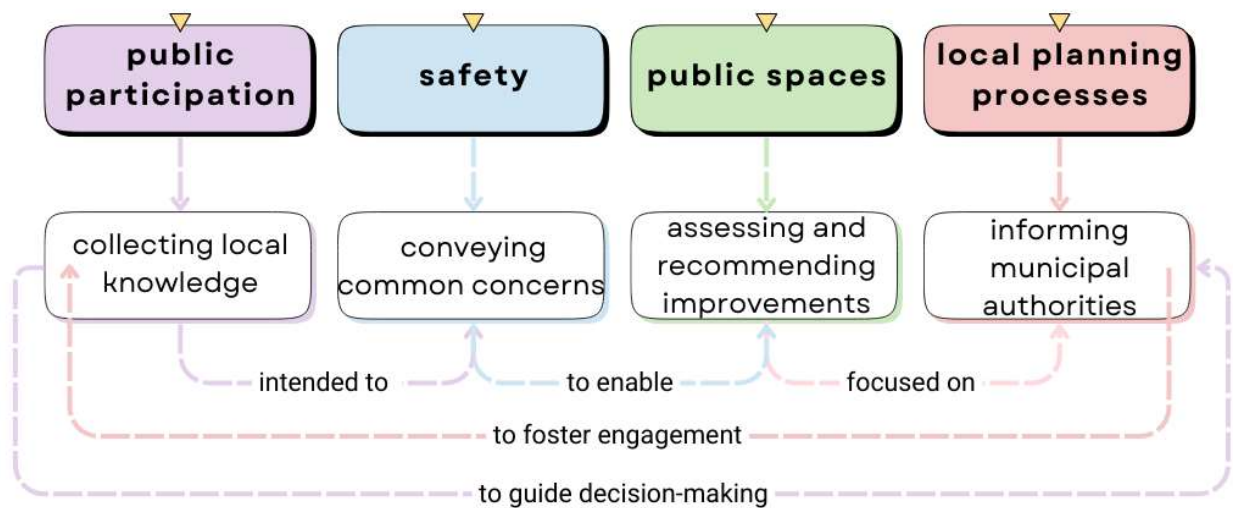 public
participation
safety
public spaces
local planning
processes
collecting local
knowledge
conveying
common concerns
assessing and
recommending
improvements
informing
municipal
authorities
intended to
to enable
focused on
to foster engagement
to guide decision-making